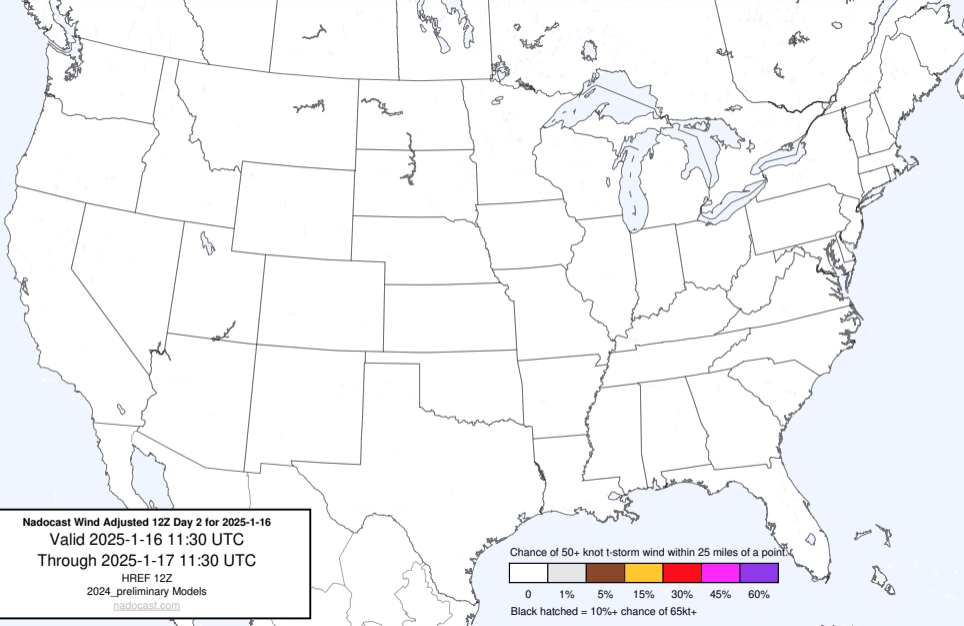 Nadocast Wind Adjusted 12Z Day 2 for 2025-1-16
Valid 2025-1-16 11:30 UTC
Through 2025-1-17 11:30 UTC
HREF 12Z
2024_preliminary Models
nadocast.com
Chance of 50+ knot t-storm wind within 25 miles of a point.
0 1% 5% 15% 30% 45% 60%
Black hatched = 10%+ chance of 65kt+